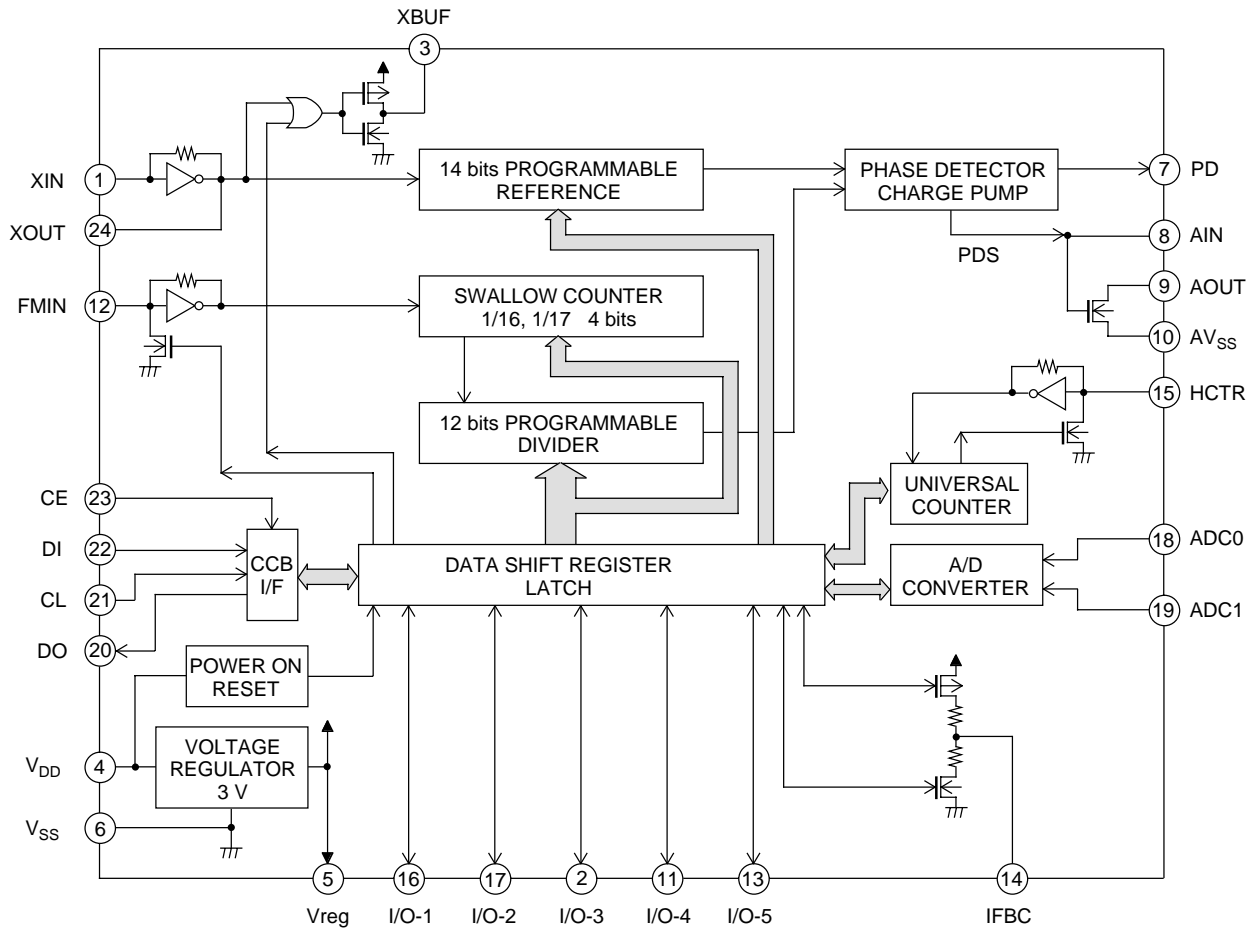 XBUF
3
XIN
1
XOUT
24
FMIN
12
14 bits PROGRAMMABLE
REFERENCE
PHASE DETECTOR
CHARGE PUMP
7
PD
PDS
8
AIN
9
AOUT
10
AVSS
SWALLOW COUNTER
1/16, 1/17 4 bits
12 bits PROGRAMMABLE
DIVIDER
15
HCTR
UNIVERSAL
COUNTER
CE
23
DI
22
CL
21
DO
20
CCB
I/F
DATA SHIFT REGISTER
LATCH
A/D
CONVERTER
18
ADC0
19
ADC1
POWER ON
RESET
VDD
4
VOLTAGE
REGULATOR
3 V
VSS
6
5
16
17
2
11
13
14
Vreg
I/O-1
I/O-2
I/O-3
I/O-4
I/O-5
IFBC